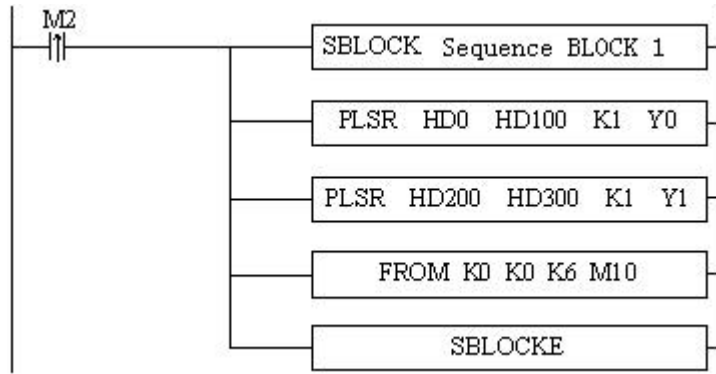 M2
SBLOCK Sequence BLOCK 1
PLSR HD0 HD100 K1 Y0
PLSR HD200 HD300 K1 Y1
FROM K0 K0 K6 M10
SBLOCKE